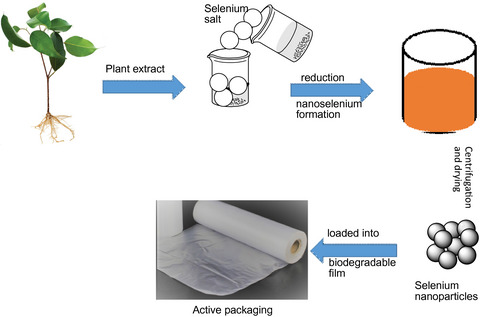 Selenium
salt
Plant extract
reduction
nanoselenium
formation
Centrifugation
and drying
Selenium
nanoparticles
loaded into
biodegradable
film
Active packaging